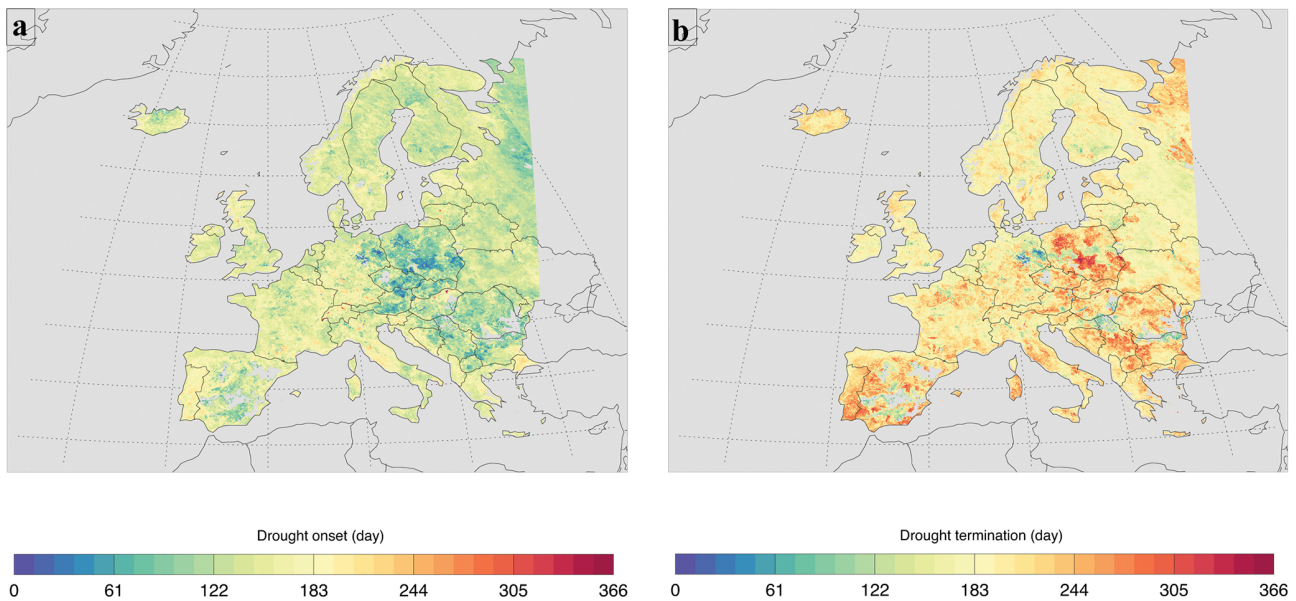 a
b
Drought onset (day)
0 61 122 183 244 305 366
Drought termination (day)
0 61 122 183 244 305 366